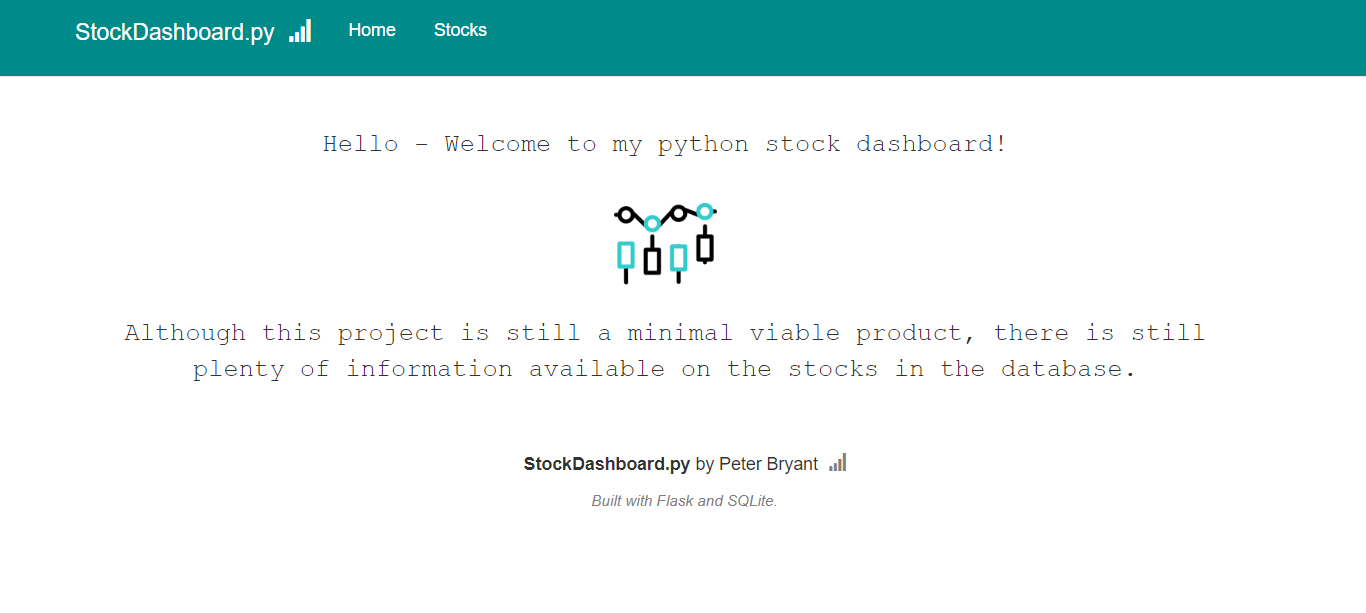 StockDashboard.py Home Stocks
Hello - Welcome to my python stock dashboard!
Although this project is still a minimal viable product, there is still
plenty of information available on the stocks in the database.
StockDashboard.py by Peter Bryant
Built with Flask and SQLite.